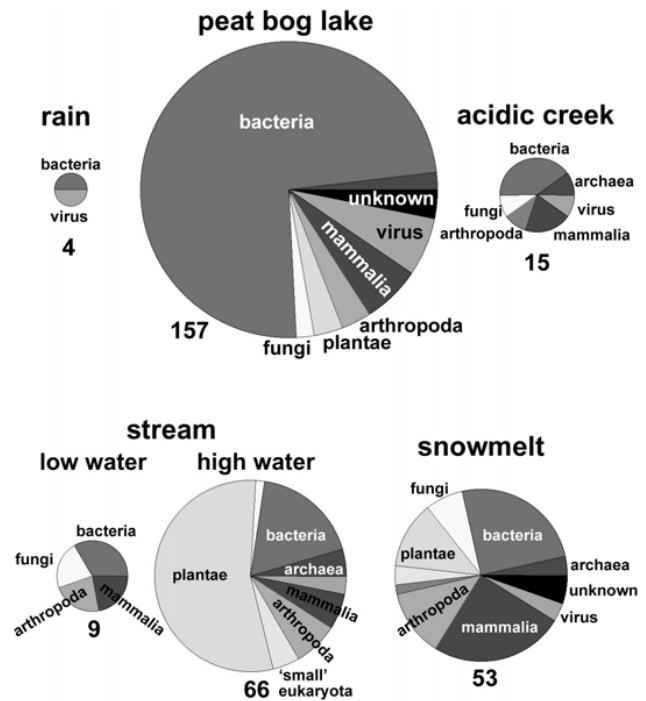 peat bog lake
rain
bacteria
virus
4
bacteria
unknown
virus
mammalia
arthropoda
plantae
fungi
157
acidic creek
bacteria
archaea
virus
mammalia
arthropoda
fungi
15
stream
low water
bacteria
fungi
arthropoda
mammalia
9
high water
bacteria
archaea
mammalia
arthropoda
'small'
eukaryota
plantae
66
snowmelt
fungi
bacteria
archaea
unknown
virus
mammalia
arthropoda
plantae
53